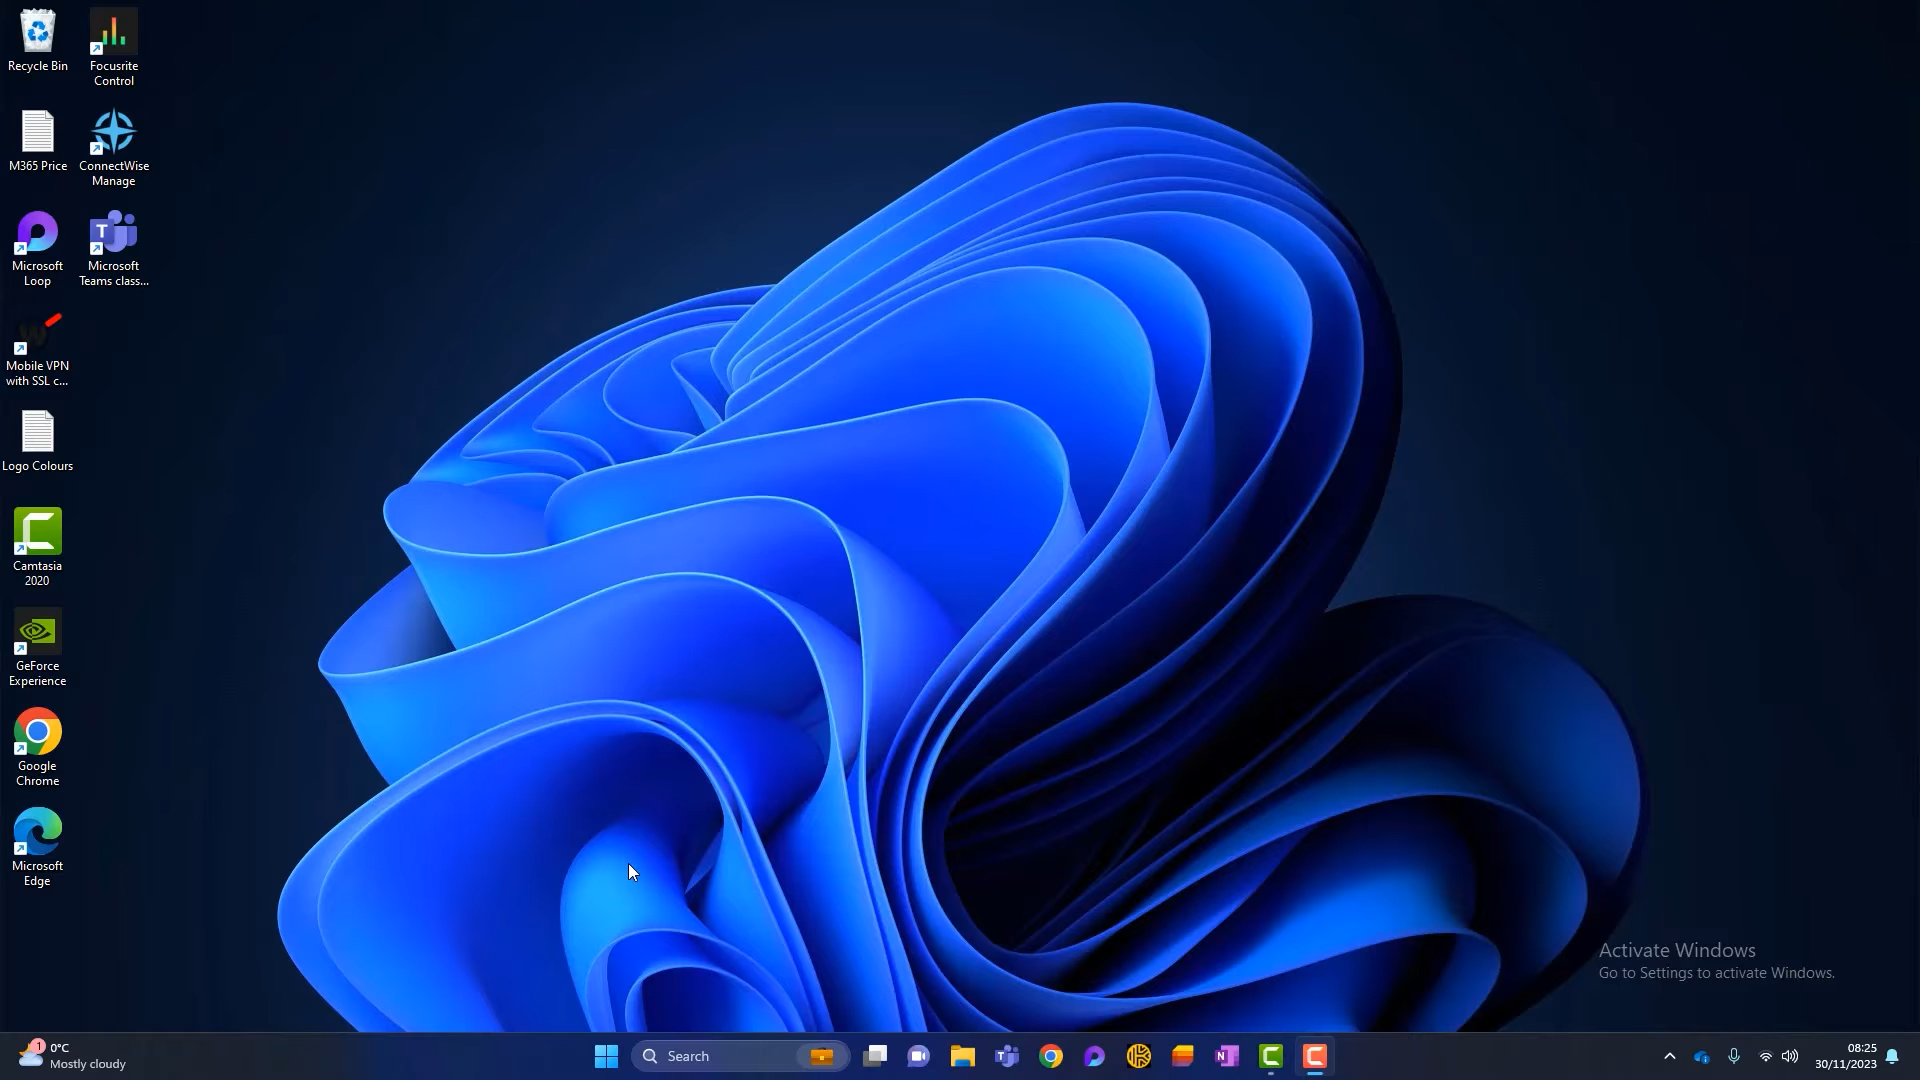 Recycle Bin
Focusrite
Control
M365 Price
ConnectWise
Manage
Microsoft
Loop
Microsoft
Teams class...
Mobile VPN
with SSL c...
Logo Colours
Camtasia
2020
GeForce
Experience
Google
Chrome
Microsoft
Edge
Activate Windows
Go to Settings to activate Windows.
1
0°C
Mostly cloudy
Search
08:25
30/11/2023